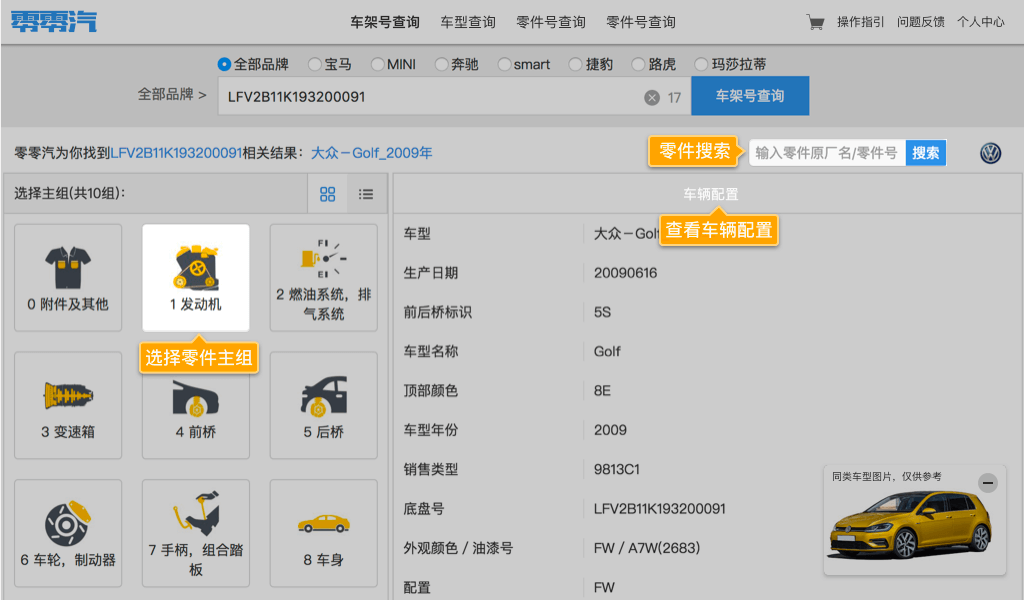 零零汽
车架号查询 车型查询 零件号查询 零件号查询
操作指引 问题反馈 个人中心
全部品牌 宝马 MINI 奔驰 smart 捷豹 路虎 玛莎拉蒂
全部品牌 >
LFV2B11K193200091
17
车架号查询
零零汽为你找到LFV2B11K193200091相关结果：大众－Golf_2009年
零件搜索
输入零件原厂名/零件号
搜索
选择主组(共10组):
0 附件及其他
1 发动机
FI
EI
2 燃油系统，排
气系统
选择零件主组
3 变速箱
4 前桥
5 后桥
6 车轮，制动器
7 手柄，组合踏
板
8 车身
车辆配置
查看车辆配置
车型 大众－Golf
生产日期 20090616
前后桥标识 5S
车型名称 Golf
顶部颜色 8E
车型年份 2009
销售类型 9813C1
底盘号 LFV2B11K193200091
外观颜色 / 油漆号 FW / A7W(2683)
配置 FW
同类车型图片，仅供参考